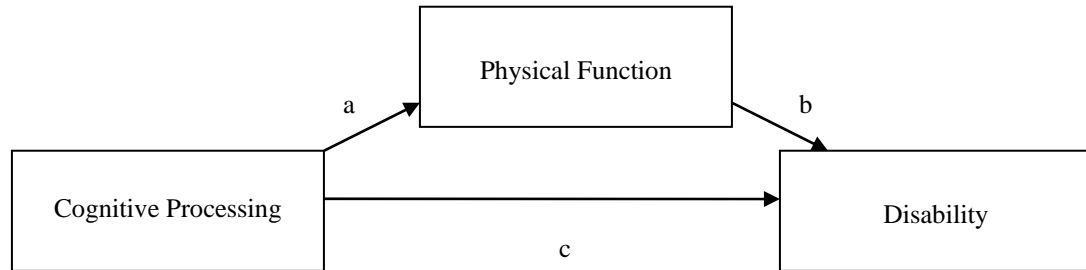 Physical Function
a
b
Cognitive Processing
Disability
c